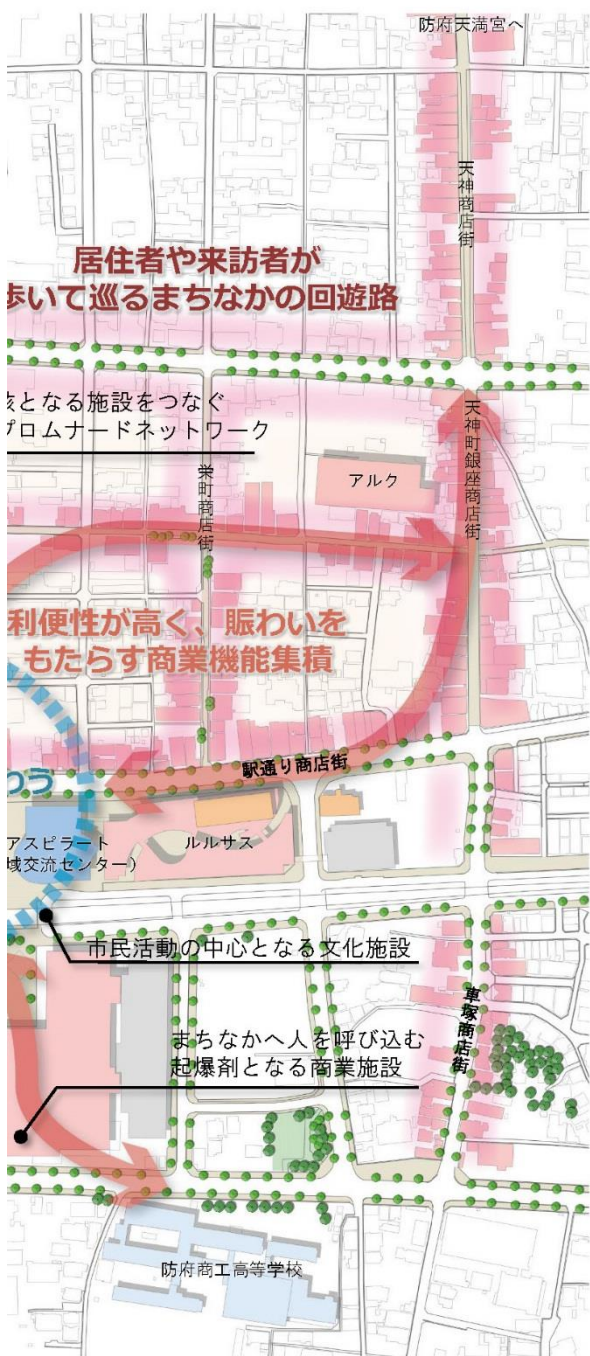 防府天満宮へ
天神商店街
居住者や来訪者が
歩いて巡るまちなかの回遊路
核となる施設をつなぐ
プロムナードネットワーク
天神町銀座商店街
アルク
栄町商店街
利便性が高く、賑わいを
もたらす商業機能集積
駅通り商店街
わう
アスピラート
域交流センター)
ルルサス
市民活動の中心となる文化施設
まちなかへ人を呼び込む
起爆剤となる商業施設
車塚商店街
防府商工高等学校